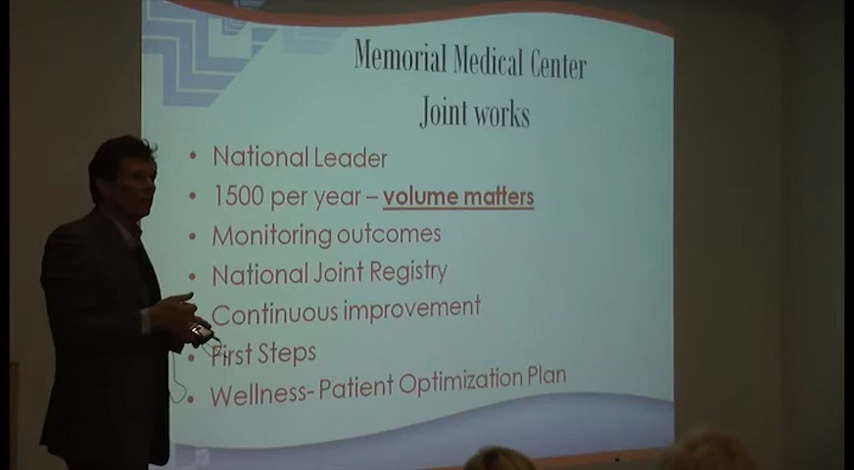 Memorial Medical Center
Joint works
• National Leader
• 1500 per year – volume matters
• Monitoring outcomes
• National Joint Registry
• Continuous improvement
• First Steps
• Wellness- Patient Optimization Plan